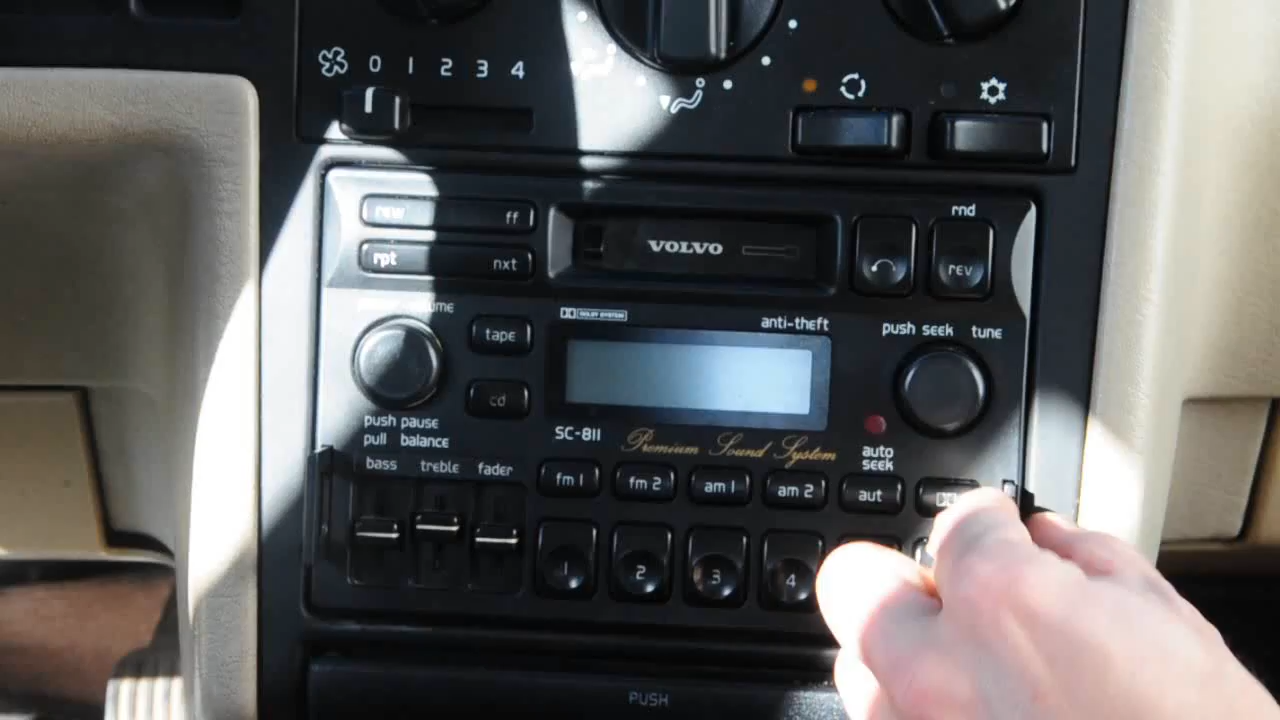 0 1 2 3 4
rnd
rew ff
VOLVO
rpt nxt
rev
DOLBY SYSTEM
anti-theft
push seek tune
tape
cd
push pause
pull balance
SC-811
Premium Sound System
auto
seek
bass treble fader
fm 1 fm 2 am 1 am 2 aut
1 2 3 4
PUSH